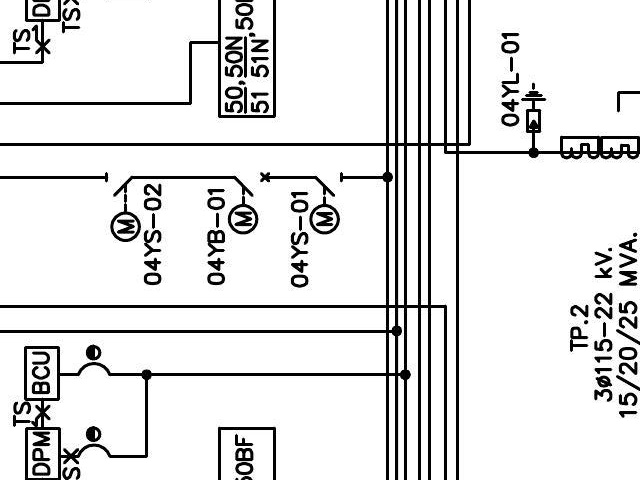 TS
TSX
50,50N,50
51 51N
04YL-01
M
M
M
04YS-02
04YB-01
04YS-01
TP.2
3ø115-22 kV.
15/20/25 MVA.
BCU
TS
DPM
SX
50BF